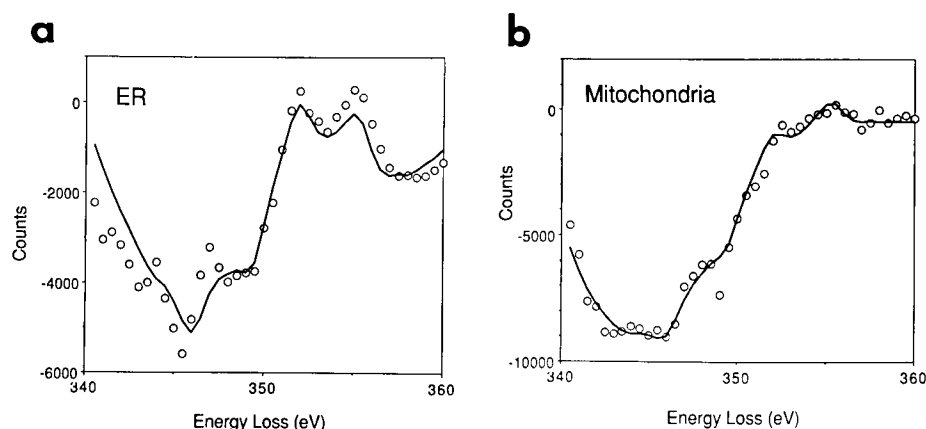 a
ER
0
-2000
-4000
-6000
Counts
340
350
360
Energy Loss (eV)
b
Mitochondria
0
-5000
-10000
Counts
340
350
360
Energy Loss (eV)